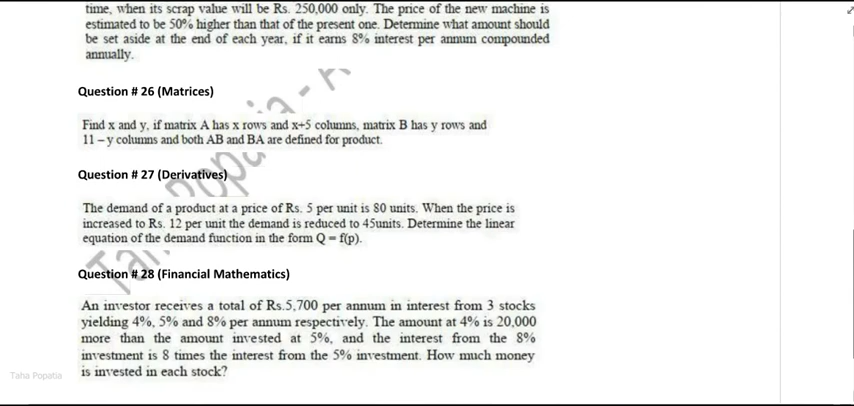 time, when its scrap value will be Rs. 250,000 only. The price of the new machine is
estimated to be 50% higher than that of the present one. Determine what amount should
be set aside at the end of each year, if it earns 8% interest per annum compounded
annually.
Question # 26 (Matrices)
Find x and y, if matrix A has x rows and x+5 columns, matrix B has y rows and
11 – y columns and both AB and BA are defined for product.
Question # 27 (Derivatives)
The demand of a product at a price of Rs. 5 per unit is 80 units. When the price is
increased to Rs. 12 per unit the demand is reduced to 45units. Determine the linear
equation of the demand function in the form Q = f(p).
Question # 28 (Financial Mathematics)
An investor receives a total of Rs.5,700 per annum in interest from 3 stocks
yielding 4%, 5% and 8% per annum respectively. The amount at 4% is 20,000
more than the amount invested at 5%, and the interest from the 8%
investment is 8 times the interest from the 5% investment. How much money
is invested in each stock?
Taha Popatia